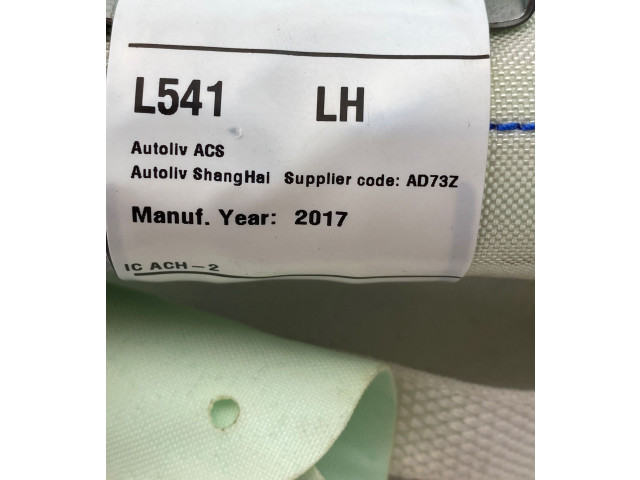 L541 LH
Autoliv ACS
Autoliv ShangHai Supplier code: AD73Z
Manuf. Year: 2017
IC ACH-2